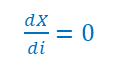 dX/di = 0